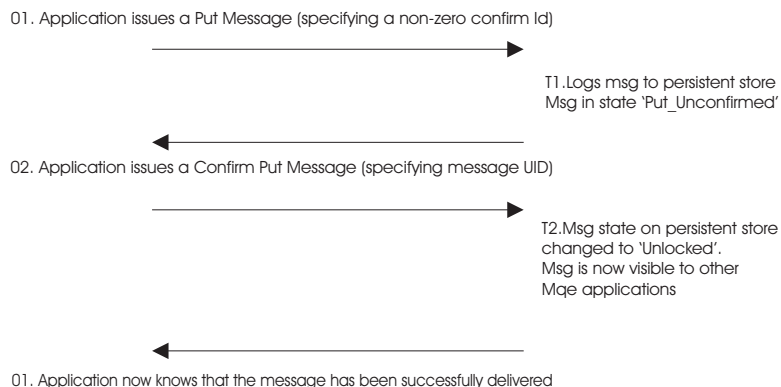 01. Application issues a Put Message (specifying a non-zero confirm Id)
T1.Logs msg to persistent store
Msg in state 'Put_Unconfirmed'
02. Application issues a Confirm Put Message (specifying message UID)
T2.Msg state on persistent store
changed to 'Unlocked'.
Msg is now visible to other
Mqe applications
01. Application now knows that the message has been successfully delivered